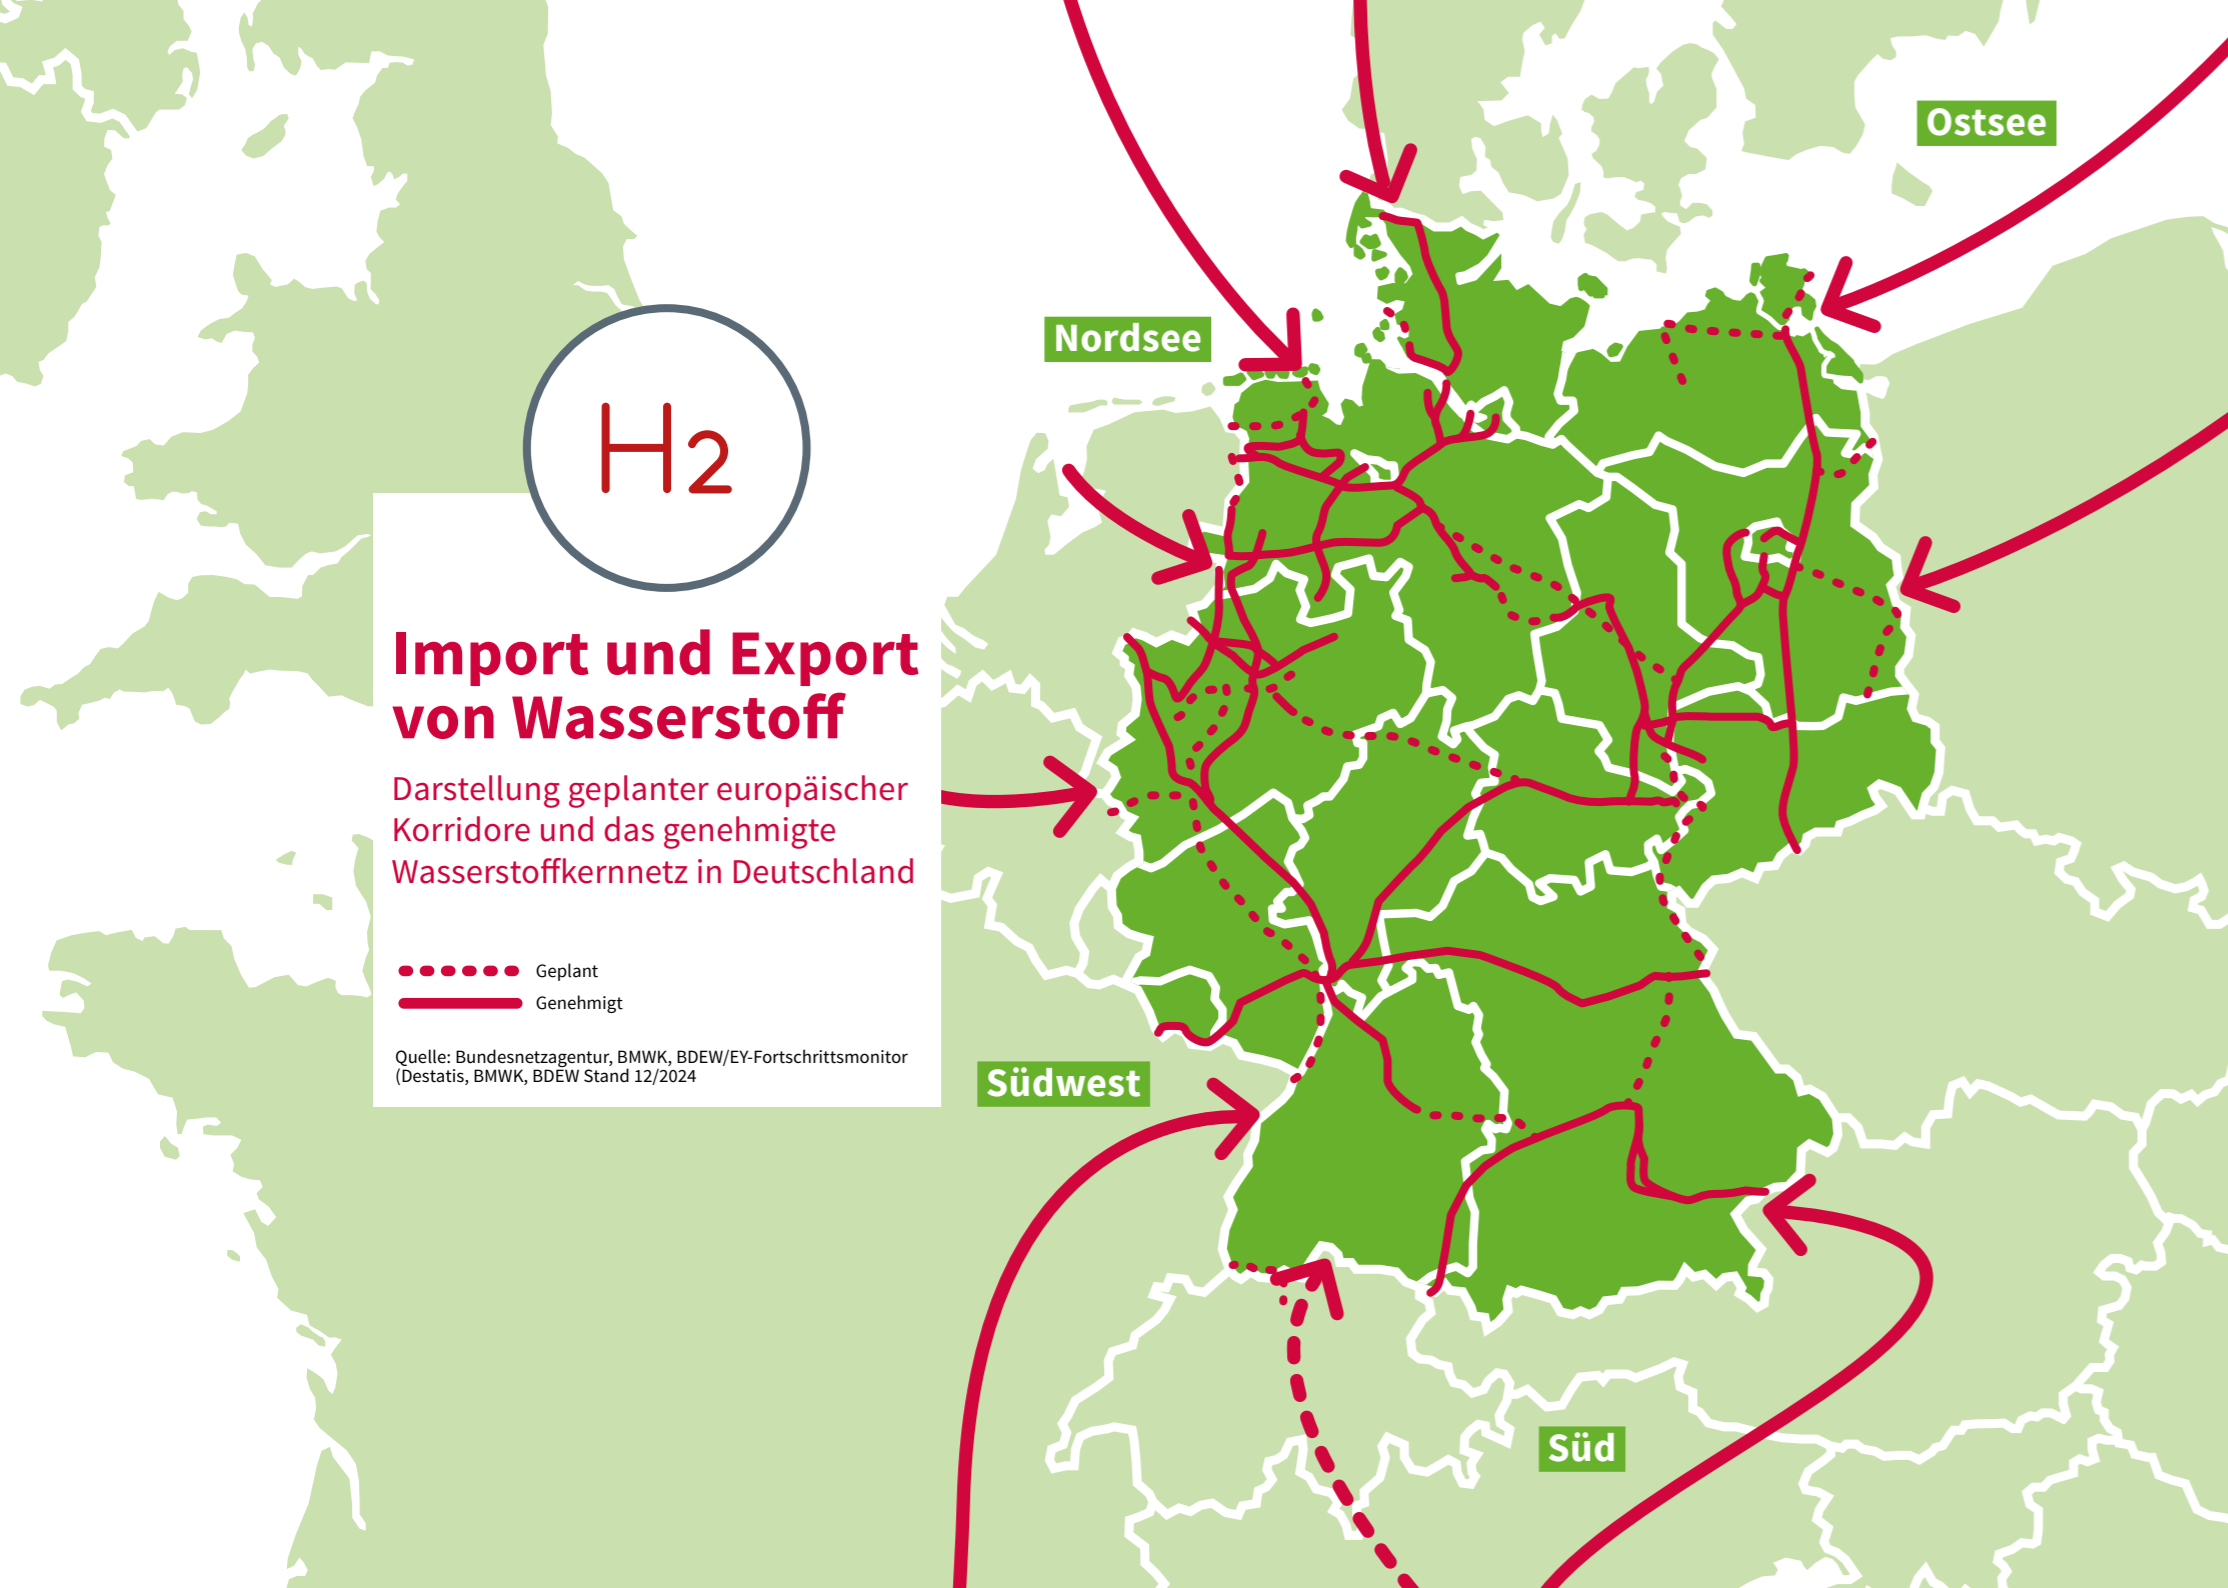 Ostsee
Nordsee
H2
Import und Export
von Wasserstoff
Darstellung geplanter europäischer
Korridore und das genehmigte
Wasserstoffkernnetz in Deutschland
Geplant
Genehmigt
Quelle: Bundesnetzagentur, BMWK, BDEW/EY-Fortschrittsmonitor
(Destatis, BMWK, BDEW Stand 12/2024
Südwest
Süd